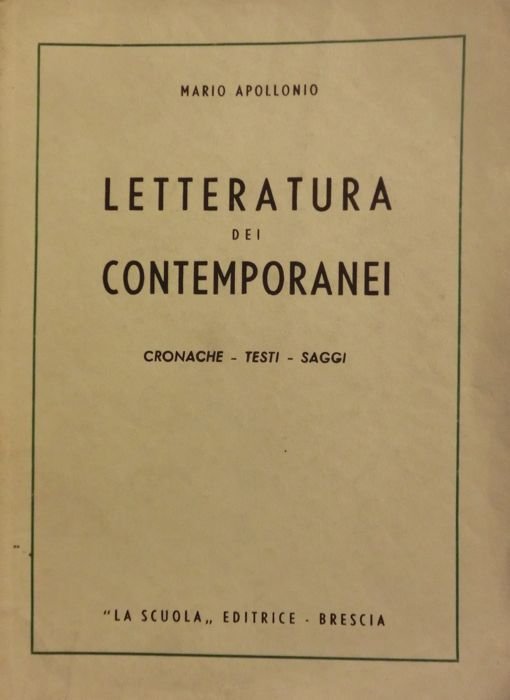 MARIO APOLLONIO
LETTERATURA
DEI
CONTEMPORANEI
CRONACHE - TESTI - SAGGI
"LA SCUOLA„ EDITRICE - BRESCIA